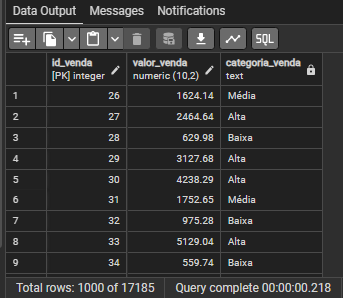 Data Output Messages Notifications
SQL
id_venda valor_venda categoria_venda
[PK] integer numeric (10,2) text
1 26 1624.14 Média
2 27 2464.64 Alta
3 28 629.98 Baixa
4 29 3127.68 Alta
5 30 4238.29 Alta
6 31 1752.65 Média
7 32 975.28 Baixa
8 33 5129.04 Alta
9 34 559.74 Baixa
Total rows: 1000 of 17185 Query complete 00:00:00.218